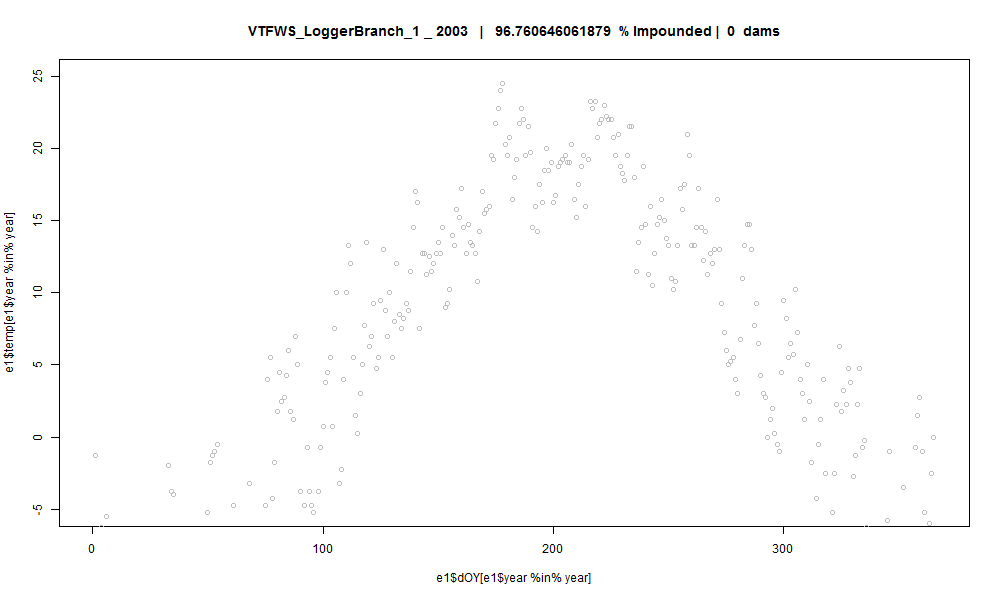 VTFWS_LoggerBranch_1 _ 2003 | 96.760646061879 % Impounded | 0 dams
e1$temp[e1$year %in% year]
25
20
15
10
5
0
-5
0 100 200 300
e1$dOY[e1$year %in% year]